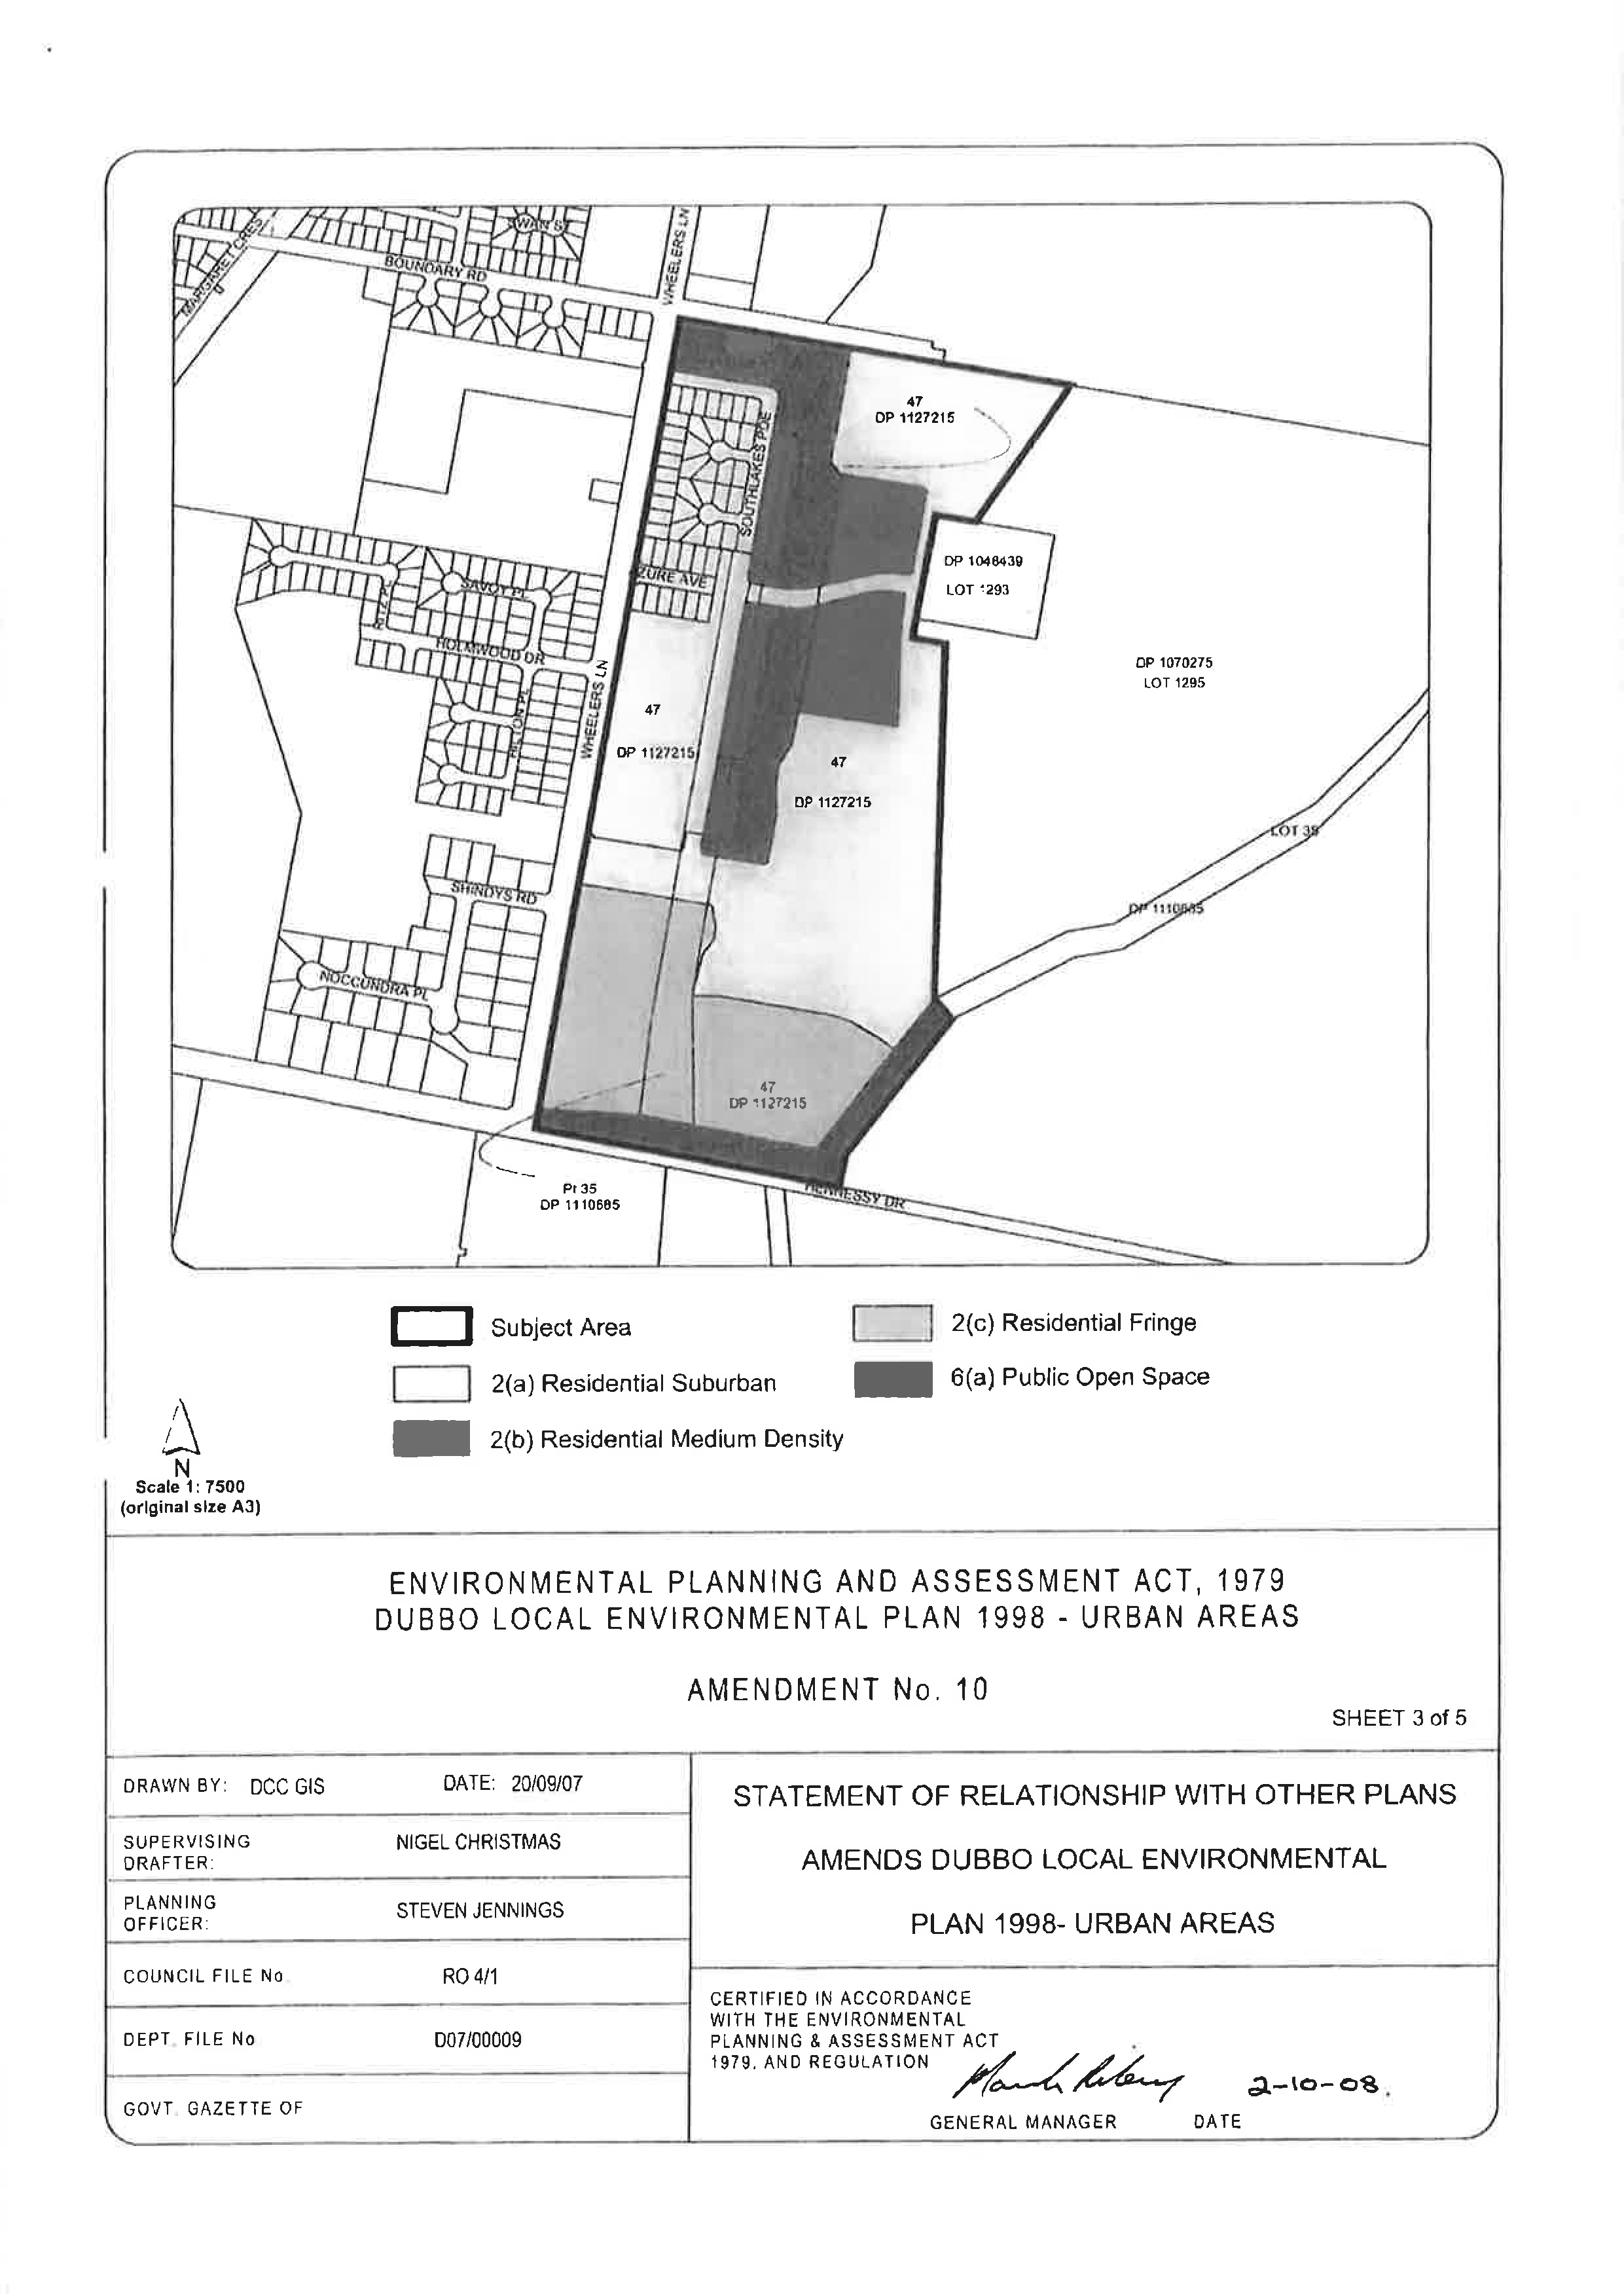 SWAN ST
MARGARET CRES
BOUNDARY RD
WHEELERS LN
47
DP 1127215
SOUTHLAKES PDE
DP 1048439
LOT 1293
ZURE AVE
SAVOY PL
RITZ PL
HOLMWOOD DR
HILTON PL
WHEELERS LN
DP 1070275
LOT 1295
47
DP 1127215
47
DP 1127215
LOT 35
DP 1110685
SHINDYS RD
NOCCUNDRA PL
47
DP 1127215
Pt 35
DP 1110685
HENNESSY DR
Subject Area
2(c) Residential Fringe
2(a) Residential Suburban
6(a) Public Open Space
2(b) Residential Medium Density
N
Scale 1: 7500
(original size A3)
ENVIRONMENTAL PLANNING AND ASSESSMENT ACT, 1979
DUBBO LOCAL ENVIRONMENTAL PLAN 1998 - URBAN AREAS
AMENDMENT No. 10
SHEET 3 of 5
DRAWN BY: DCC GIS DATE: 20/09/07
SUPERVISING
DRAFTER:
NIGEL CHRISTMAS
PLANNING
OFFICER:
STEVEN JENNINGS
COUNCIL FILE No.
RO 4/1
DEPT. FILE No
D07/00009
GOVT. GAZETTE OF
STATEMENT OF RELATIONSHIP WITH OTHER PLANS
AMENDS DUBBO LOCAL ENVIRONMENTAL
PLAN 1998- URBAN AREAS
CERTIFIED IN ACCORDANCE
WITH THE ENVIRONMENTAL
PLANNING & ASSESSMENT ACT
1979, AND REGULATION
2-10-08.
GENERAL MANAGER DATE